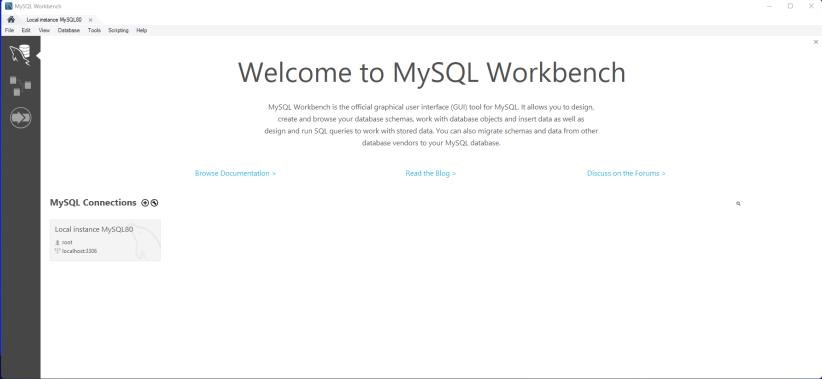 MySQL Workbench
Local instance MySQL80
File Edit View Database Tools Scripting Help
Welcome to MySQL Workbench
MySQL Workbench is the official graphical user interface (GUI) tool for MySQL. It allows you to design,
create and browse your database schemas, work with database objects and insert data as well as
design and run SQL queries to work with stored data. You can also migrate schemas and data from other
database vendors to your MySQL database.
Browse Documentation > Read the Blog > Discuss on the Forums >
MySQL Connections
Local instance MySQL80
root
localhost:3306